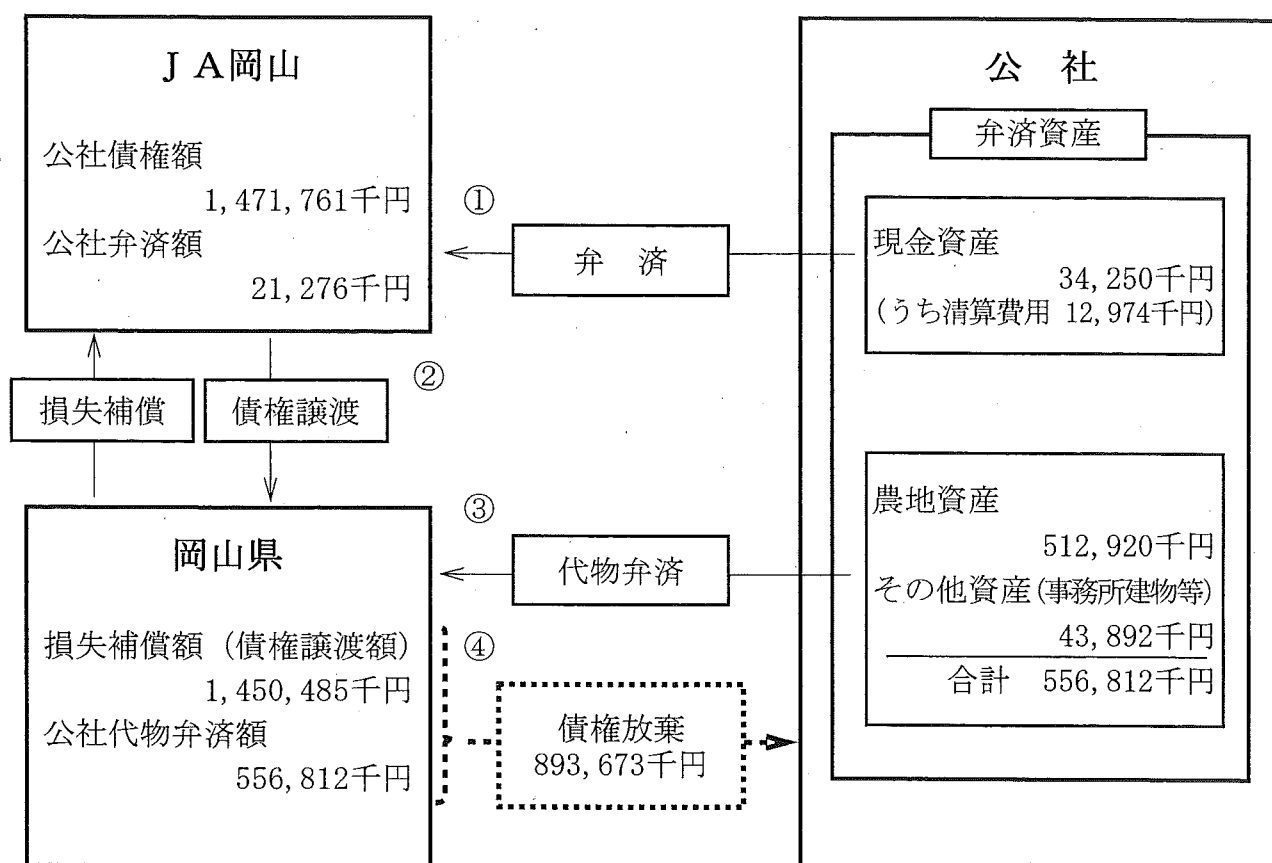 JA岡山
公社債権額
1,471,761千円
公社弁済額
21,276千円
①
弁 済
公 社
弁済資産
現金資産
34,250千円
(うち清算費用 12,974千円)
損失補償
債権譲渡
②
農地資産
512,920千円
その他資産(事務所建物等)
43,892千円
合計 556,812千円
③
代物弁済
岡山県
損失補償額(債権譲渡額)
1,450,485千円
公社代物弁済額
556,812千円
④
債権放棄
893,673千円